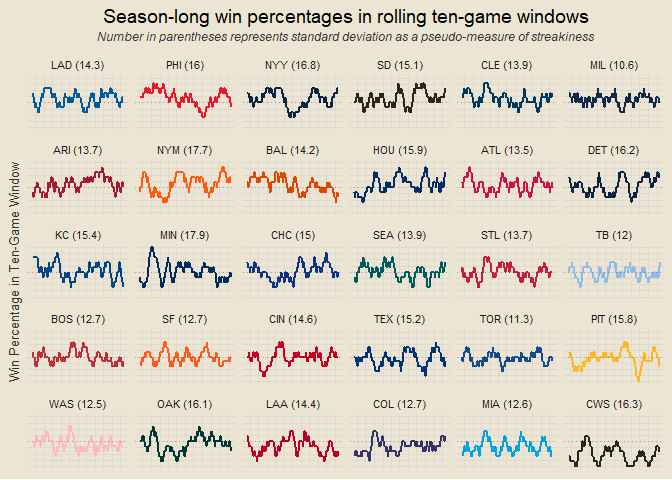 Season-long win percentages in rolling ten-game windows
Number in parentheses represents standard deviation as a pseudo-measure of streakiness
LAD (14.3) PHI (16) NYY (16.8) SD (15.1) CLE (13.9) MIL (10.6)
ARI (13.7) NYM (17.7) BAL (14.2) HOU (15.9) ATL (13.5) DET (16.2)
Win Percentage in Ten-Game Window
KC (15.4) MIN (17.9) CHC (15) SEA (13.9) STL (13.7) TB (12)
BOS (12.7) SF (12.7) CIN (14.6) TEX (15.2) TOR (11.3) PIT (15.8)
WAS (12.5) OAK (16.1) LAA (14.4) COL (12.7) MIA (12.6) CWS (16.3)